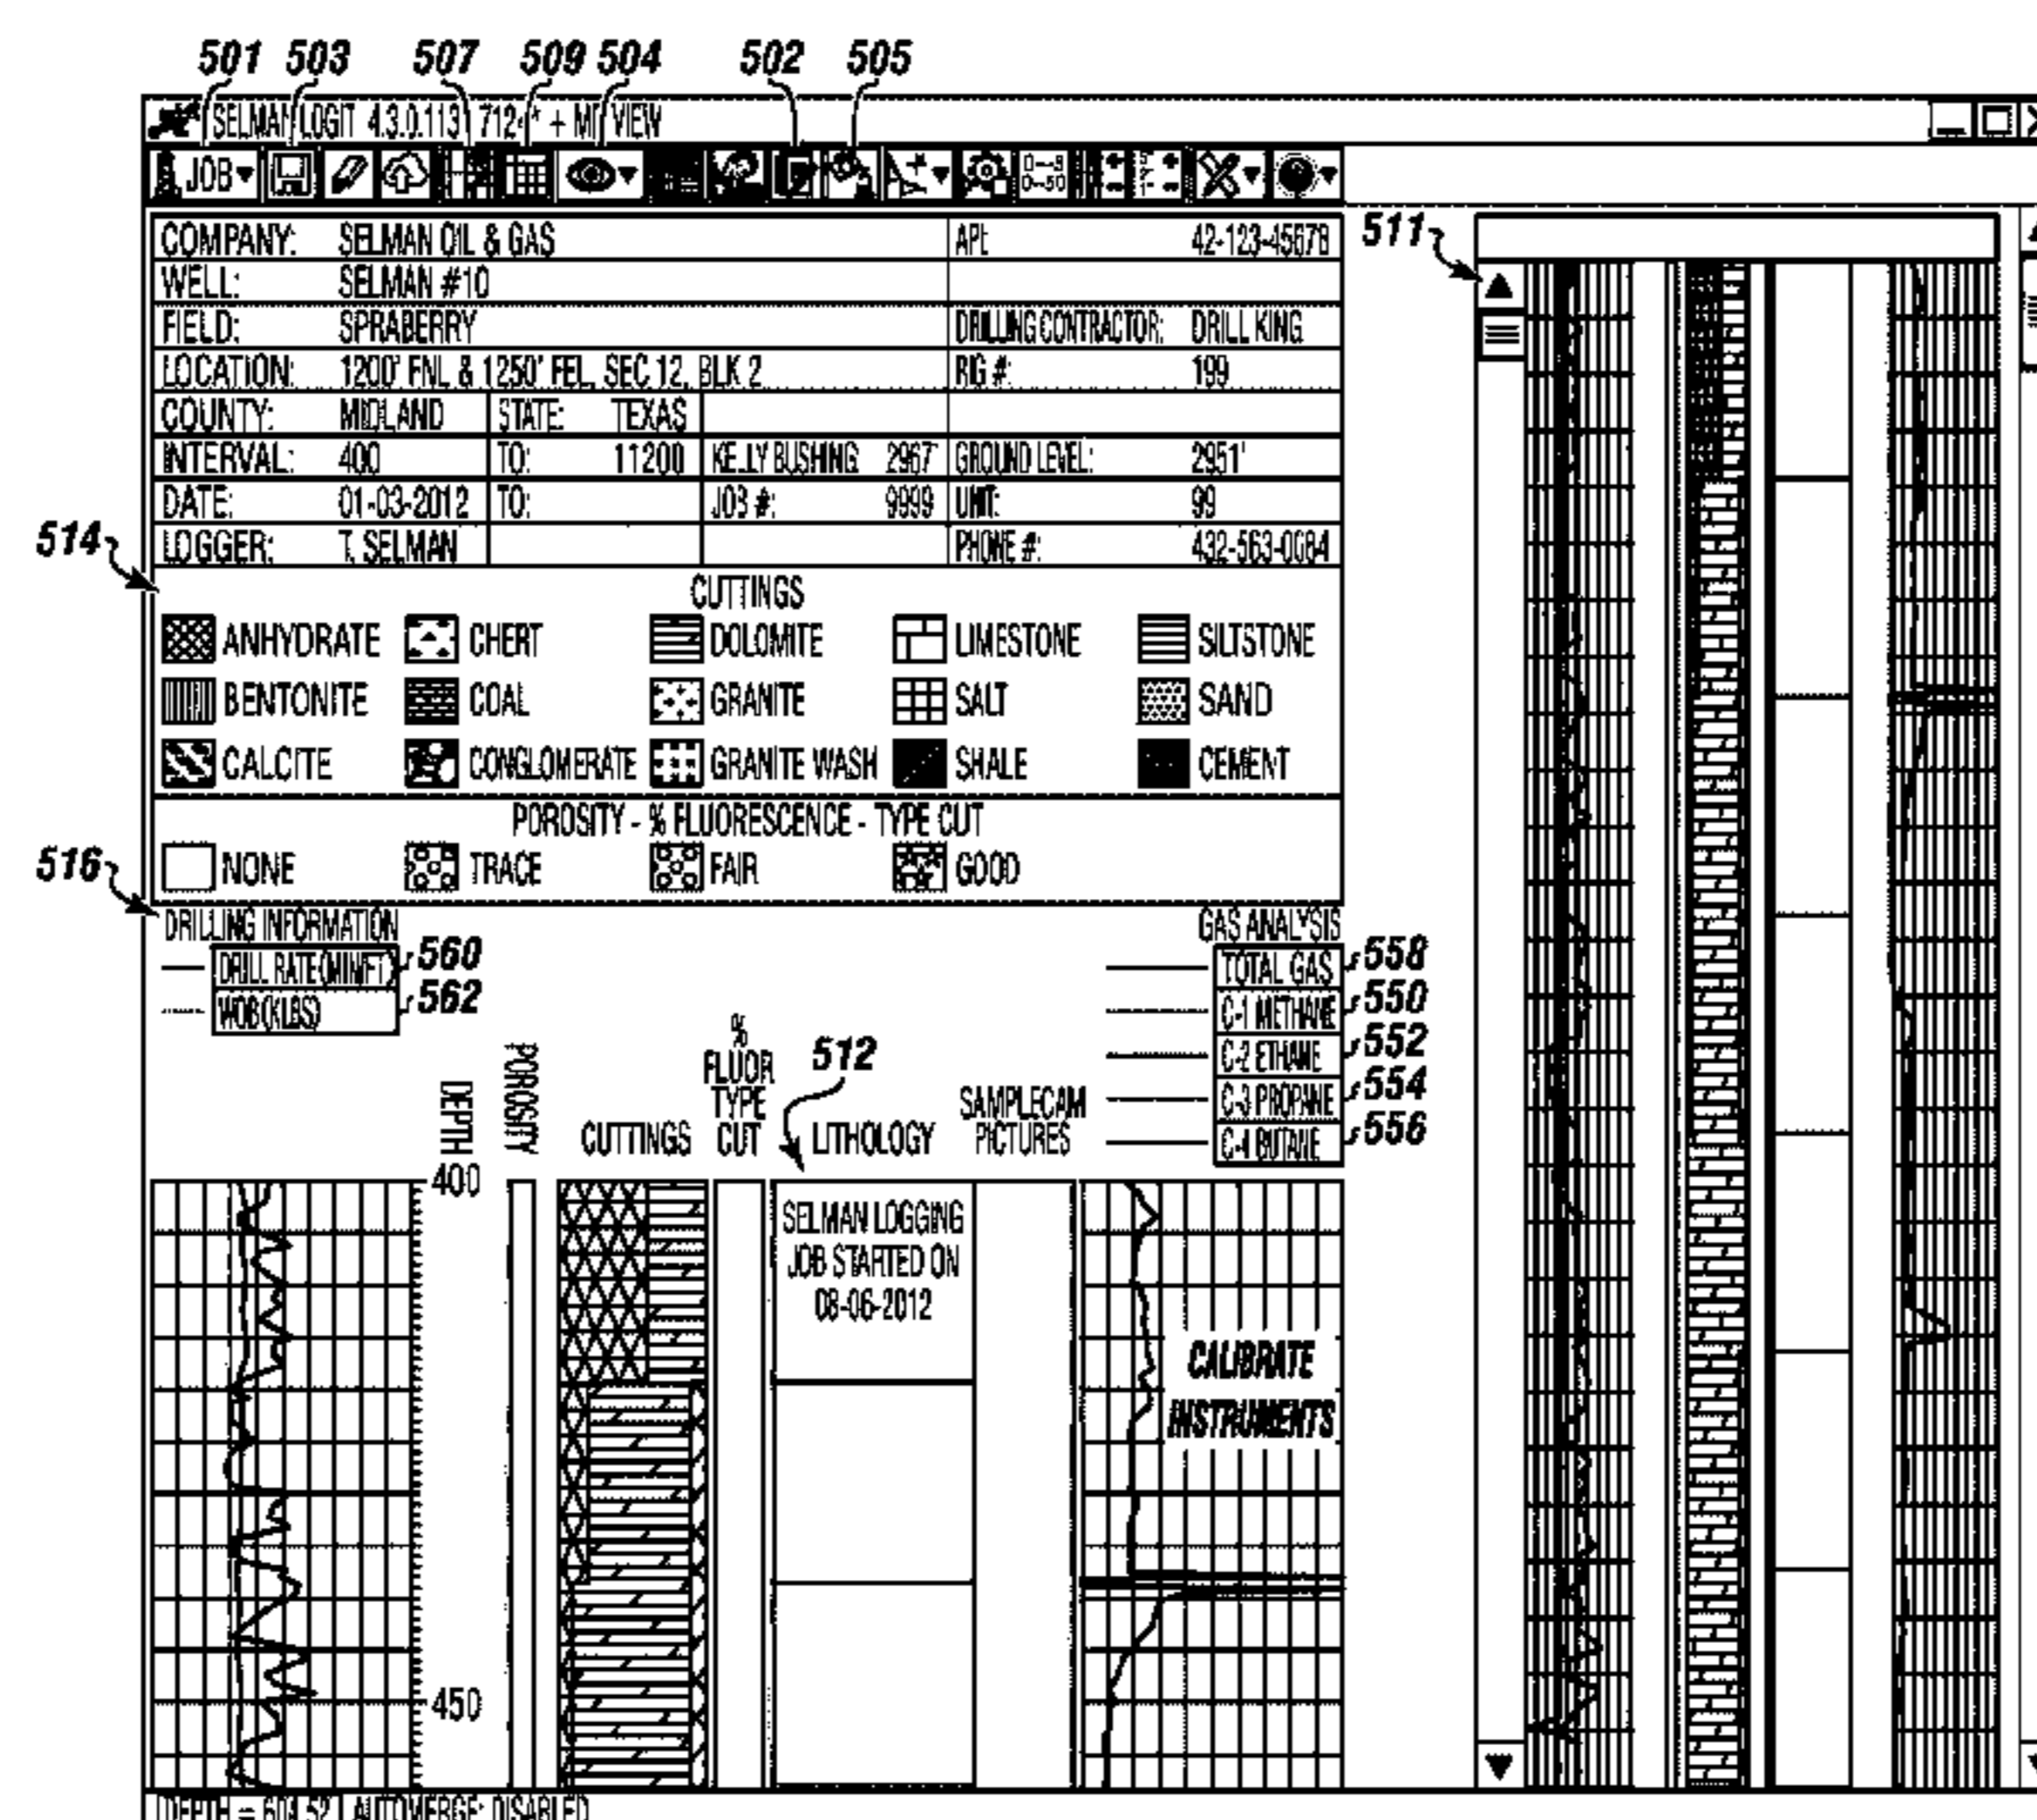 501 503 507 509 504 502 505
SELMAN LOGIT 4.3.0.113 VIEW
JOB
COMPANY: SELMAN OIL & GAS API: 42-123-45678
511
WELL: SELMAN #10
FIELD: SPRABERRY DRILLING CONTRACTOR: DRILL KING
LOCATION: 1200' FNL & 1250' FEL, SEC 12, BLK 2 RIG #: 199
COUNTY: MIDLAND STATE: TEXAS
INTERVAL: 400 TO: 11200 KELLY BUSHING 2967' GROUND LEVEL: 2951'
DATE: 01-03-2012 TO: JOB #: 9999 UNIT: 99
514
LOGGER: T. SELMAN PHONE #: 432-563-0084
CUTTINGS
ANHYDRATE CHERT DOLOMITE LIMESTONE SILTSTONE
BENTONITE COAL GRANITE SALT SAND
CALCITE CONGLOMERATE GRANITE WASH SHALE CEMENT
POROSITY - % FLUORESCENCE - TYPE CUT
516
NONE TRACE FAIR GOOD
DRILLING INFORMATION GAS ANALYSIS
DRILL RATE (MIN/FT) 560 TOTAL GAS 558
WOB (KLBS) 562 C-1 METHANE 550
C-2 ETHANE 552
C-3 PROPANE 554
C-4 BUTANE 556
DEPTH
POROSITY
CUTTINGS
%
FLUOR
TYPE
CUT
512
LITHOLOGY
SAMPLECAM
PICTURES
400
SELMAN LOGGING
JOB STARTED ON
08-06-2012
CALIBRATE
INSTRUMENTS
450
DEPTH = 604.52 AUTOMERGE: DISABLED